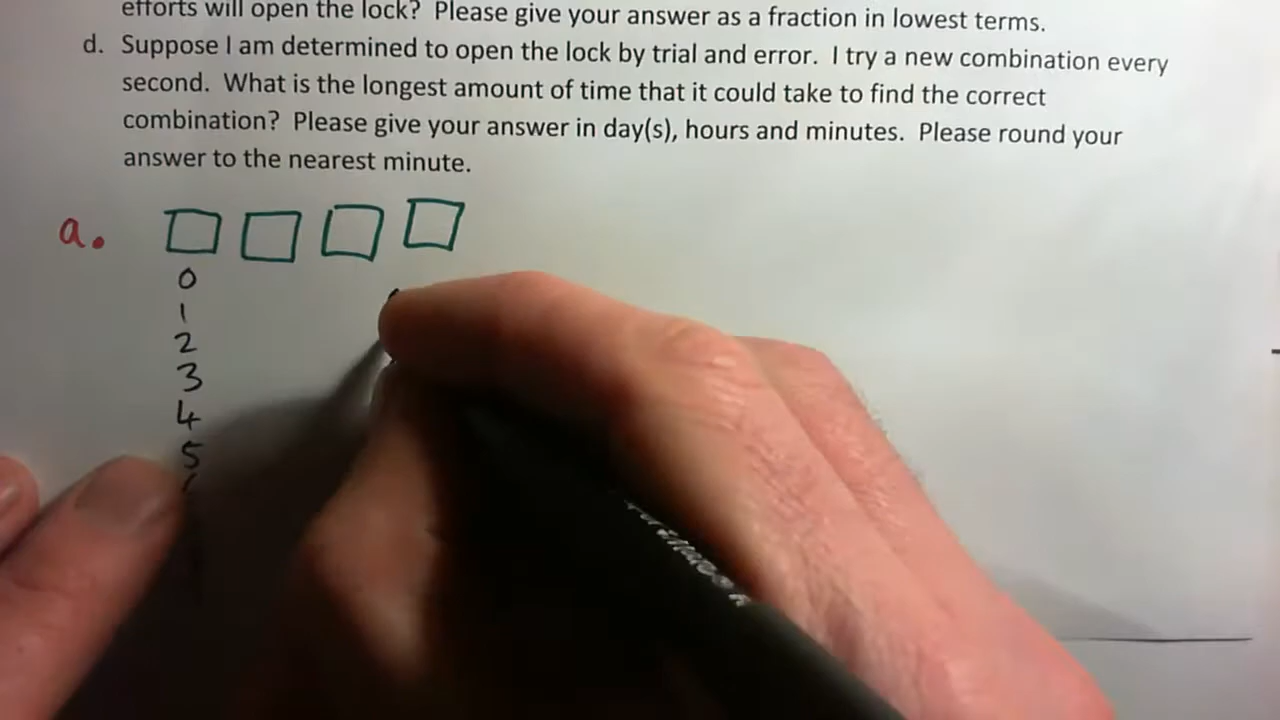 efforts will open the lock? Please give your answer as a fraction in lowest terms.
d. Suppose I am determined to open the lock by trial and error. I try a new combination every
second. What is the longest amount of time that it could take to find the correct
combination? Please give your answer in day(s), hours and minutes. Please round your
answer to the nearest minute.
a.
0
1
2
3
4
5